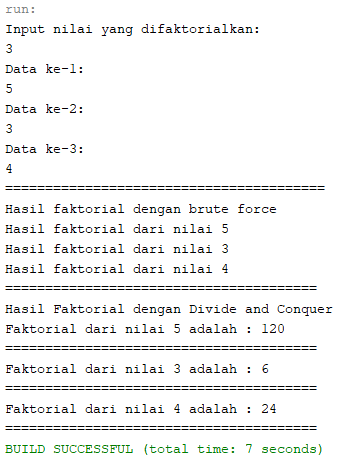 run:
Input nilai yang difaktorialkan:
3
Data ke-1:
5
Data ke-2:
3
Data ke-3:
4
========================================
Hasil faktorial dengan brute force
Hasil faktorial dari nilai 5
Hasil faktorial dari nilai 3
Hasil faktorial dari nilai 4
=======================================
Hasil Faktorial dengan Divide and Conquer
Faktorial dari nilai 5 adalah : 120
=======================================
Faktorial dari nilai 3 adalah : 6
=======================================
Faktorial dari nilai 4 adalah : 24
=======================================
BUILD SUCCESSFUL (total time: 7 seconds)